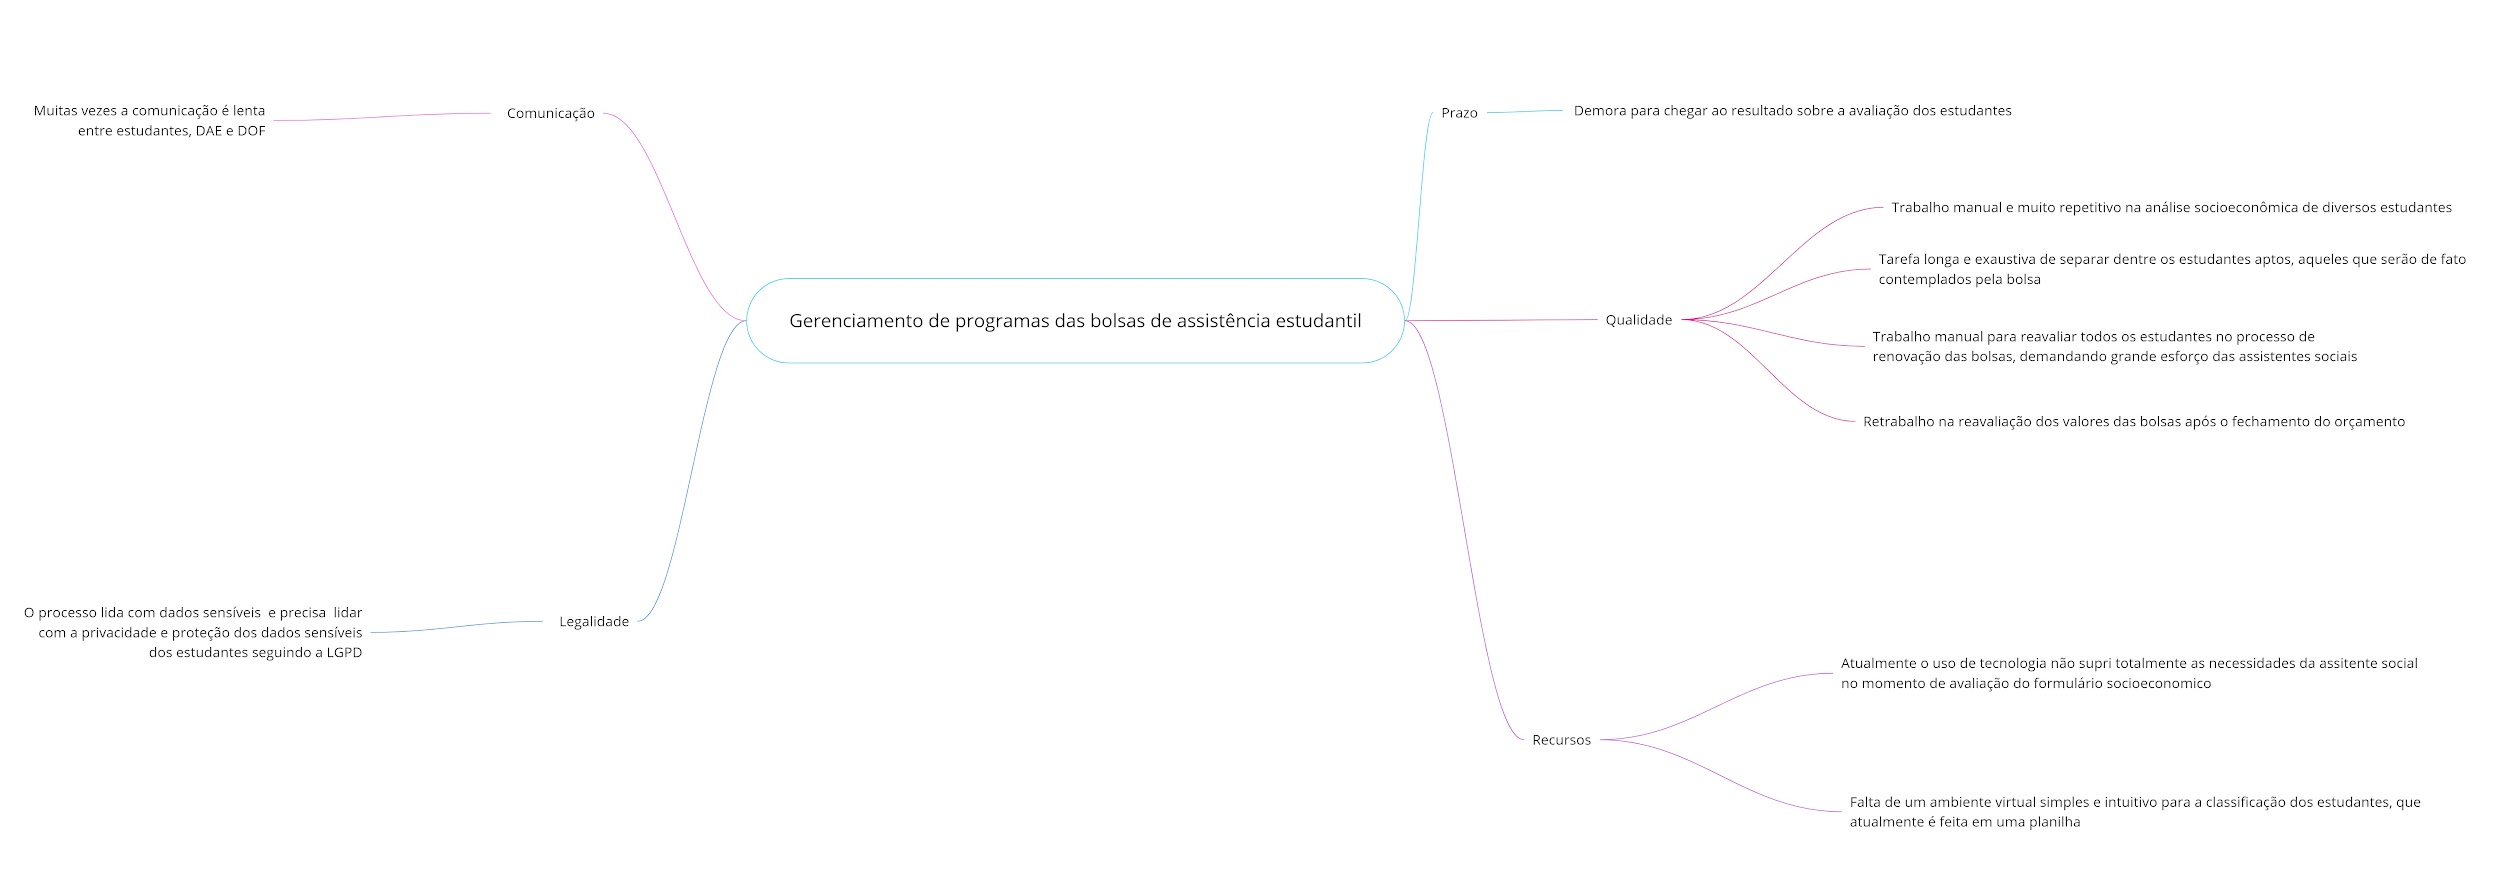 Muitas vezes a comunicação é lenta
entre estudantes, DAE e DOF
Comunicação
Prazo
Demora para chegar ao resultado sobre a avaliação dos estudantes
Trabalho manual e muito repetitivo na análise socioeconômica de diversos estudantes
Tarefa longa e exaustiva de separar dentre os estudantes aptos, aqueles que serão de fato
contemplados pela bolsa
Gerenciamento de programas das bolsas de assistência estudantil
Qualidade
Trabalho manual para reavaliar todos os estudantes no processo de
renovação das bolsas, demandando grande esforço das assistentes sociais
Retrabalho na reavaliação dos valores das bolsas após o fechamento do orçamento
O processo lida com dados sensíveis  e precisa  lidar
com a privacidade e proteção dos dados sensíveis
dos estudantes seguindo a LGPD
Legalidade
Atualmente o uso de tecnologia não supri totalmente as necessidades da assitente social
no momento de avaliação do formulário socioeconomico
Recursos
Falta de um ambiente virtual simples e intuitivo para a classificação dos estudantes, que
atualmente é feita em uma planilha